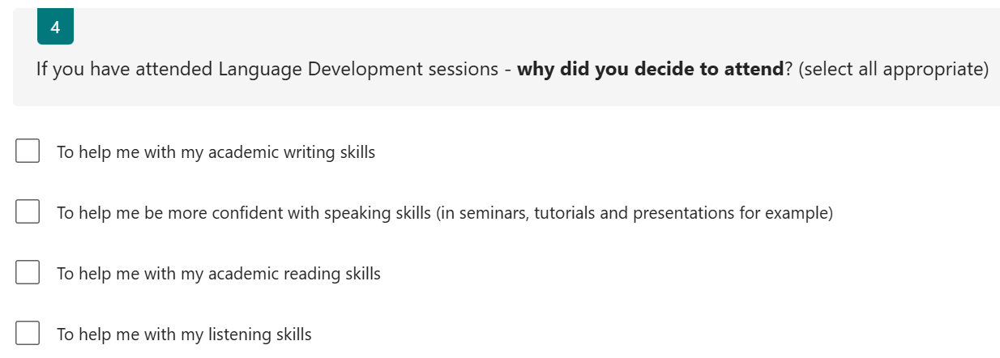 4
If you have attended Language Development sessions - why did you decide to attend? (select all appropriate)
To help me with my academic writing skills
To help me be more confident with speaking skills (in seminars, tutorials and presentations for example)
To help me with my academic reading skills
To help me with my listening skills